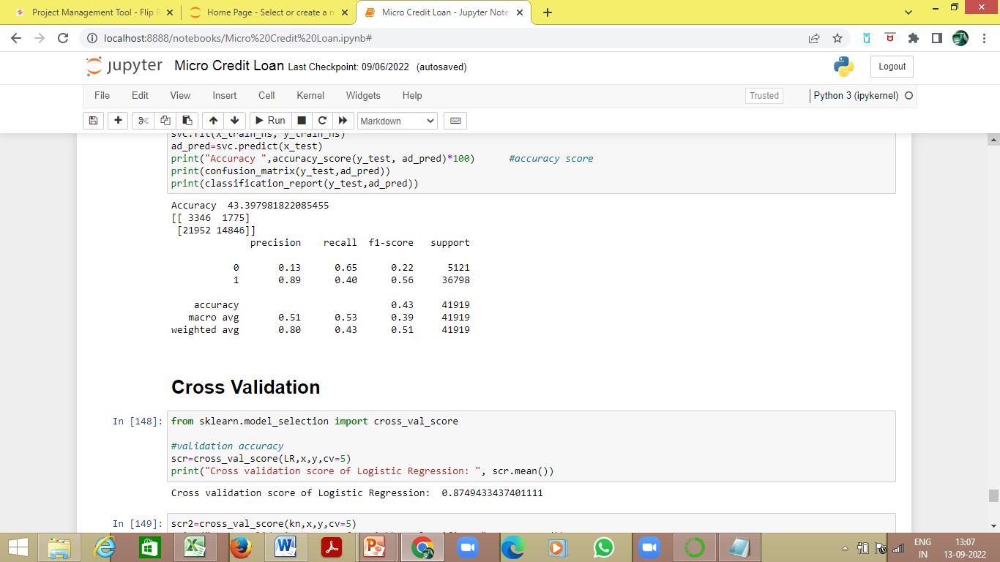 Project Management Tool - Flip R
Home Page - Select or create a n
Micro Credit Loan - Jupyter Note
localhost:8888/notebooks/Micro%20Credit%20Loan.ipynb#
jupyter Micro Credit Loan Last Checkpoint: 09/06/2022 (autosaved)
Logout
File Edit View Insert Cell Kernel Widgets Help
Trusted
Python 3 (ipykernel)
Run
Markdown
svc.fit(x_train_ns, y_train_ns)
ad_pred=svc.predict(x_test)
print("Accuracy ",accuracy_score(y_test, ad_pred)*100) #accuracy score
print(confusion_matrix(y_test,ad_pred))
print(classification_report(y_test,ad_pred))
Accuracy 43.397981822085455
[[ 3346 1775]
[21952 14846]]
precision recall f1-score support
0 0.13 0.65 0.22 5121
1 0.89 0.40 0.56 36798
accuracy 0.43 41919
macro avg 0.51 0.53 0.39 41919
weighted avg 0.80 0.43 0.51 41919
Cross Validation
In [148]: from sklearn.model_selection import cross_val_score
#validation accuracy
scr=cross_val_score(LR,x,y,cv=5)
print("Cross validation score of Logistic Regression: ", scr.mean())
Cross validation score of Logistic Regression: 0.8749433437401111
In [149]: scr2=cross_val_score(kn,x,y,cv=5)
ENG
IN
13:07
13-09-2022